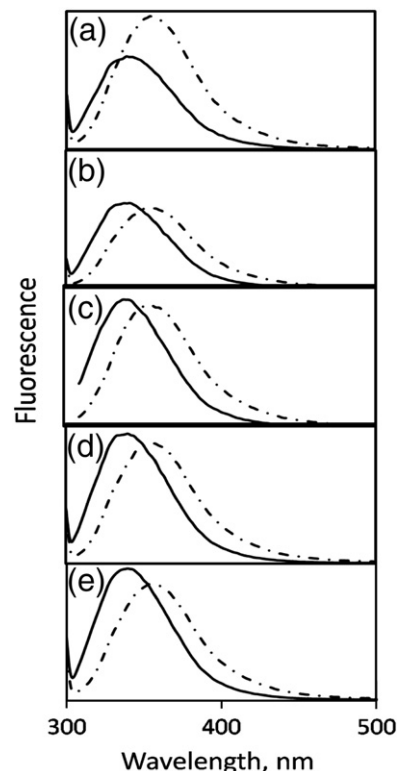 (a)
(b)
(c)
(d)
(e)
Fluorescence
300 400 500
Wavelength, nm